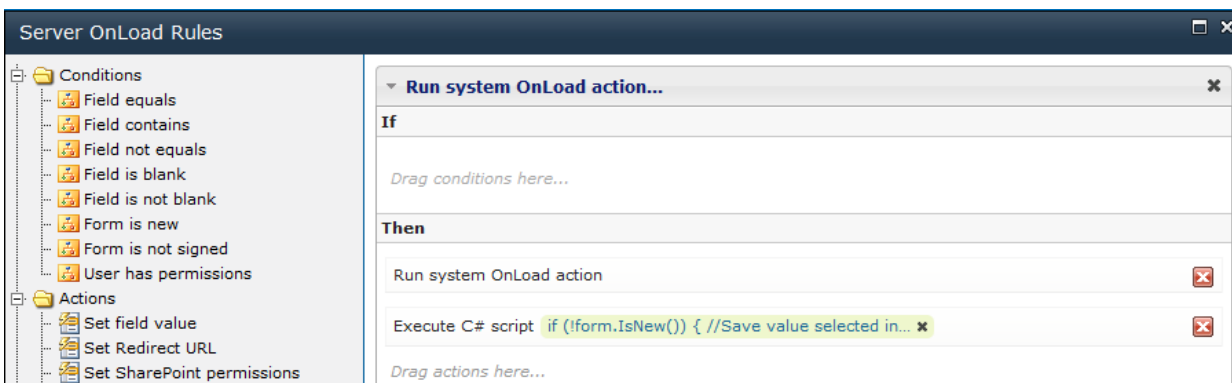 Server OnLoad Rules
Conditions
Field equals
Field contains
Field not equals
Field is blank
Field is not blank
Form is new
Form is not signed
User has permissions
Actions
Set field value
Set Redirect URL
Set SharePoint permissions
Run system OnLoad action...
If
Drag conditions here...
Then
Run system OnLoad action
Execute C# script if (!form.IsNew()) { //Save value selected in...
Drag actions here...